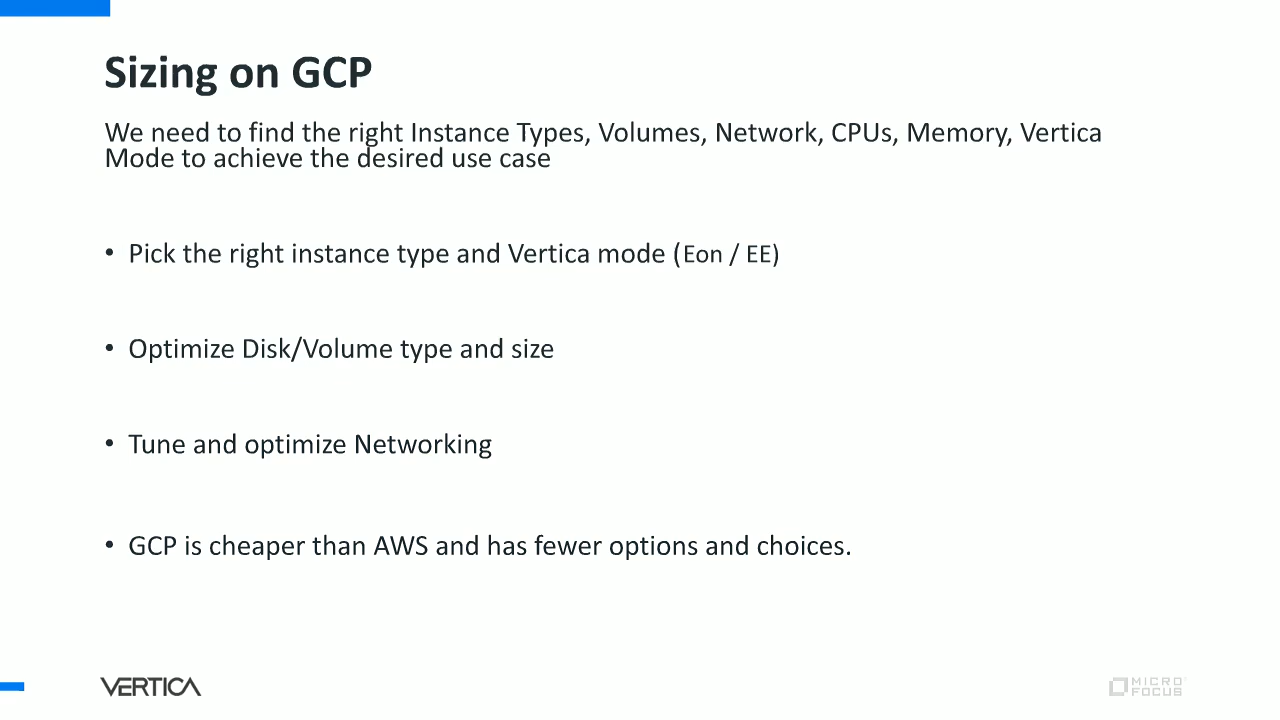 Sizing on GCP
We need to find the right Instance Types, Volumes, Network, CPUs, Memory, Vertica
Mode to achieve the desired use case
• Pick the right instance type and Vertica mode (Eon / EE)
• Optimize Disk/Volume type and size
• Tune and optimize Networking
• GCP is cheaper than AWS and has fewer options and choices.
VERTICA
MICRO
FOCUS